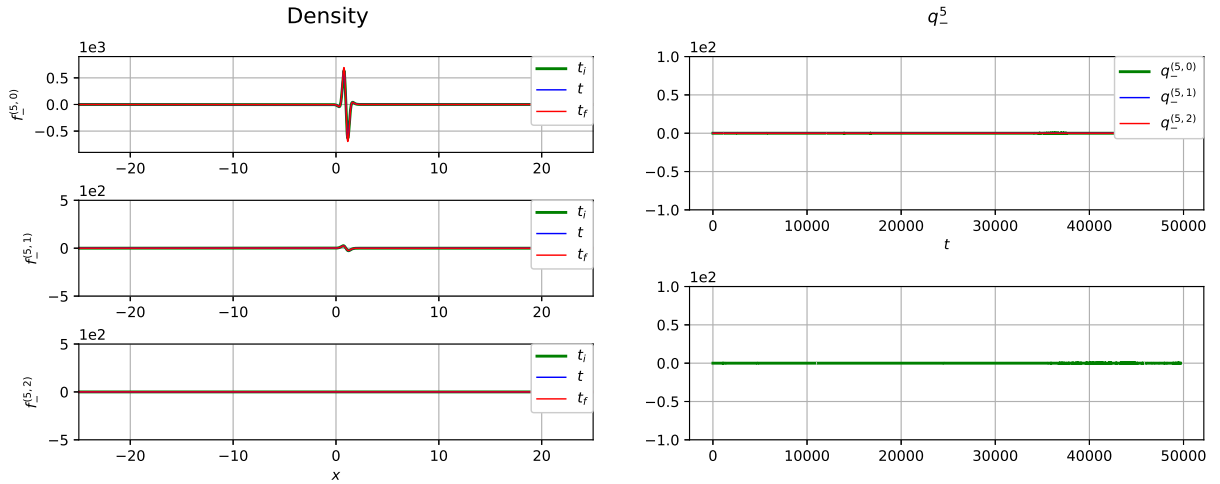 Density
1e3
0.5
0.0
−0.5
f_−^(5,0)
t_i
t
t_f
−20 −10 0 10 20
5 1e2
0
−5
f_−^(5,1)
t_i
t
t_f
−20 −10 0 10 20
5 1e2
0
−5
f_−^(5,2)
t_i
t
t_f
−20 −10 0 10 20
x
q_−^5
1e2
1.0
0.5
0.0
−0.5
−1.0
q_−^(5,0)
q_−^(5,1)
q_−^(5,2)
0 10000 20000 30000 40000 50000
t
1e2
1.0
0.5
0.0
−0.5
−1.0
0 10000 20000 30000 40000 50000